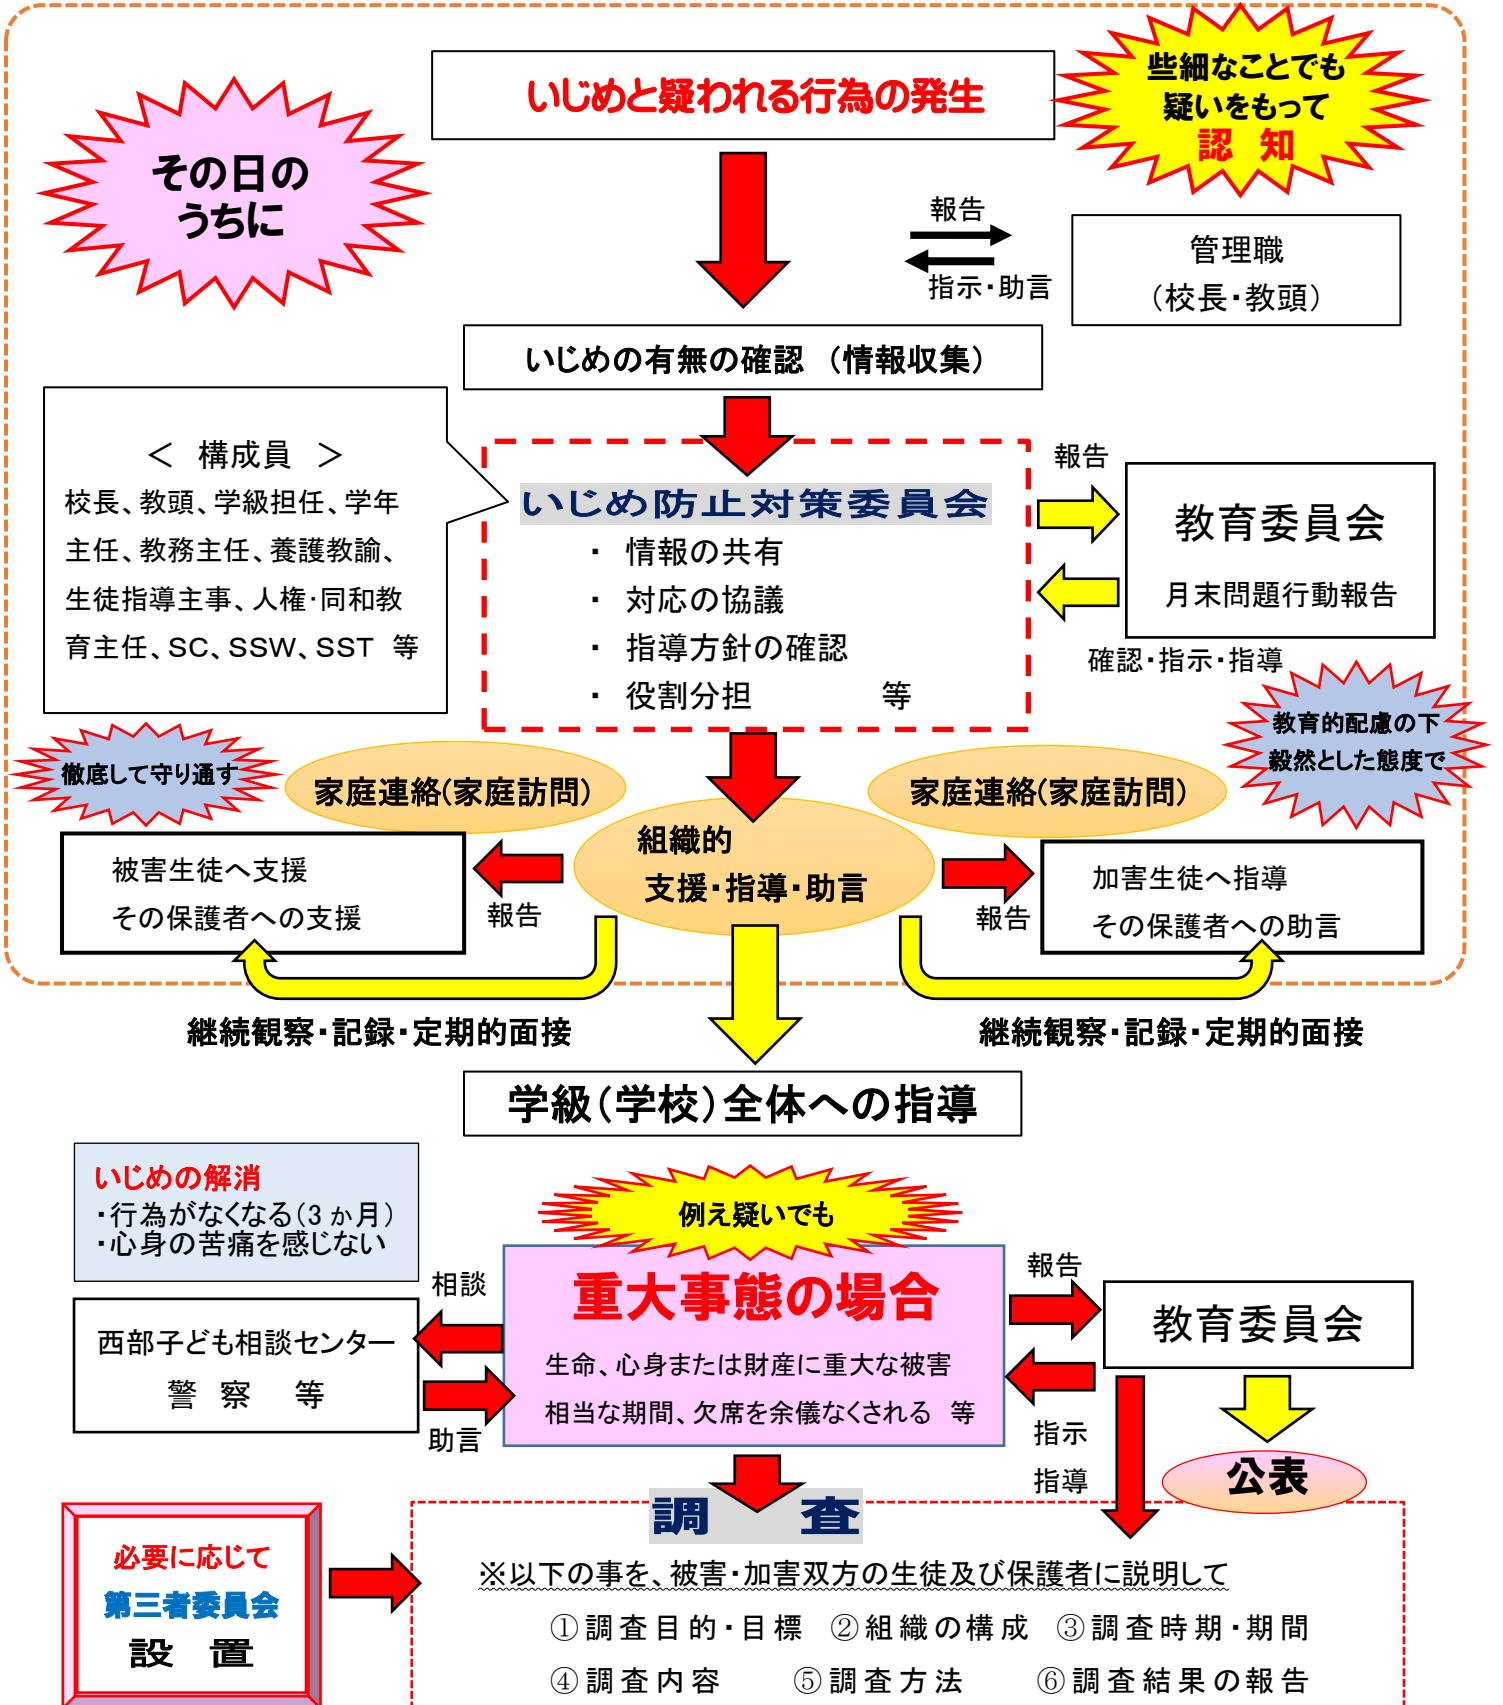 いじめと疑われる行為の発生
些細なことでも
疑いをもって
認　知
その日の
うちに
報告
指示・助言
管理職
（校長・教頭）
いじめの有無の確認　（情報収集）
＜　構成員　＞
校長、教頭、学級担任、学年
主任、教務主任、養護教諭、
生徒指導主事、人権・同和教
育主任、SC、SSW、SST　等
いじめ防止対策委員会
・　情報の共有
・　対応の協議
・　指導方針の確認
・　役割分担　　　　等
報告
教育委員会
月末問題行動報告
確認・指示・指導
教育的配慮の下
毅然とした態度で
徹底して守り通す
家庭連絡(家庭訪問)
家庭連絡(家庭訪問)
組織的
支援・指導・助言
被害生徒へ支援
その保護者への支援
報告
報告
加害生徒へ指導
その保護者への助言
継続観察・記録・定期的面接
継続観察・記録・定期的面接
学級（学校）全体への指導
いじめの解消
・行為がなくなる（３か月）
・心身の苦痛を感じない
例え疑いでも
重大事態の場合
生命、心身または財産に重大な被害
相当な期間、欠席を余儀なくされる　等
相談
西部子ども相談センター
警　察　　等
助言
報告
教育委員会
指示
指導
公表
調　　査
必要に応じて
第三者委員会
設　置
※以下の事を、被害・加害双方の生徒及び保護者に説明して
①調査目的・目標　②組織の構成　③調査時期・期間
④調査内容　　⑤調査方法　　⑥調査結果の報告